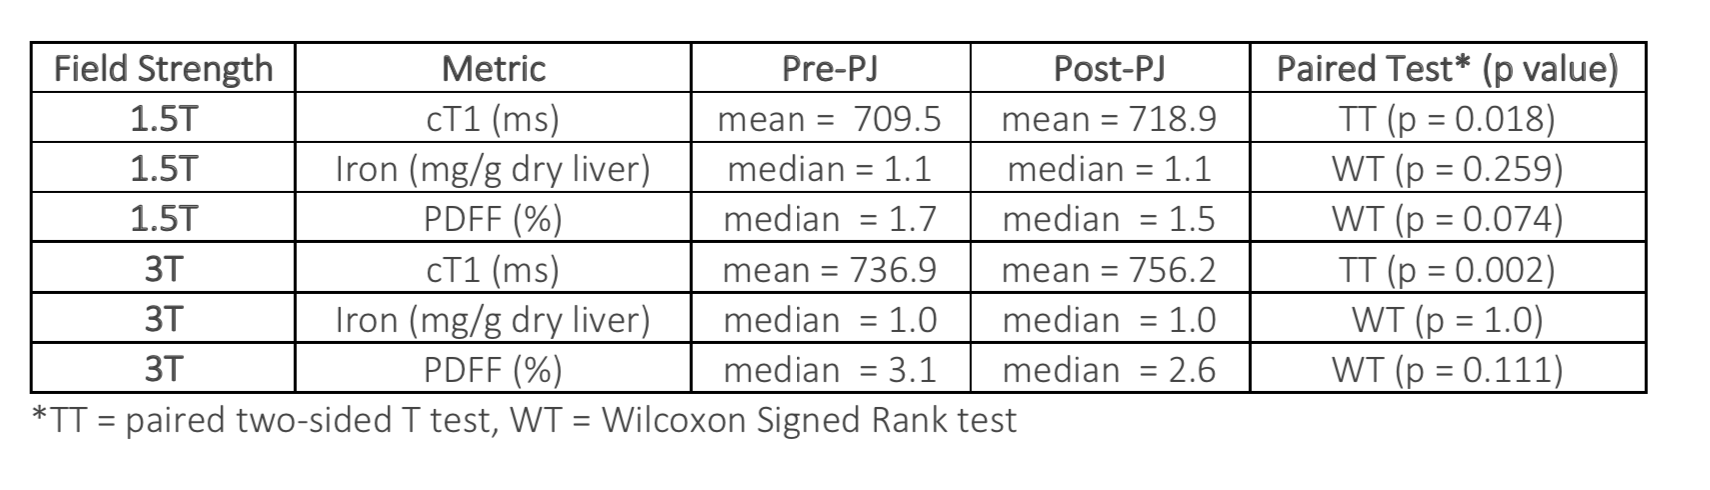 Field Strength Metric Pre-PJ Post-PJ Paired Test* (p value)
1.5T cT1 (ms) mean = 709.5 mean = 718.9 TT (p = 0.018)
1.5T Iron (mg/g dry liver) median = 1.1 median = 1.1 WT (p = 0.259)
1.5T PDFF (%) median = 1.7 median = 1.5 WT (p = 0.074)
3T cT1 (ms) mean = 736.9 mean = 756.2 TT (p = 0.002)
3T Iron (mg/g dry liver) median = 1.0 median = 1.0 WT (p = 1.0)
3T PDFF (%) median = 3.1 median = 2.6 WT (p = 0.111)
*TT = paired two-sided T test, WT = Wilcoxon Signed Rank test